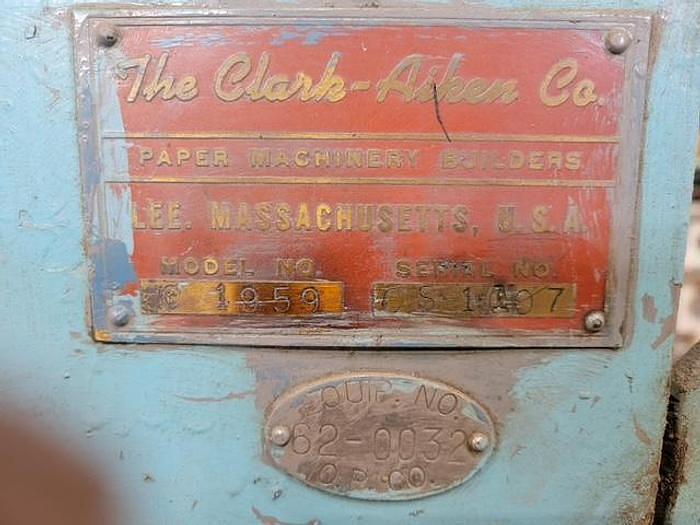 The Clark-Aiken Co.
PAPER MACHINERY BUILDERS
LEE. MASSACHUSETTS, U.S.A.
MODEL NO. SERIAL NO.
1959
EQUIP. NO.
62-0032
CO.